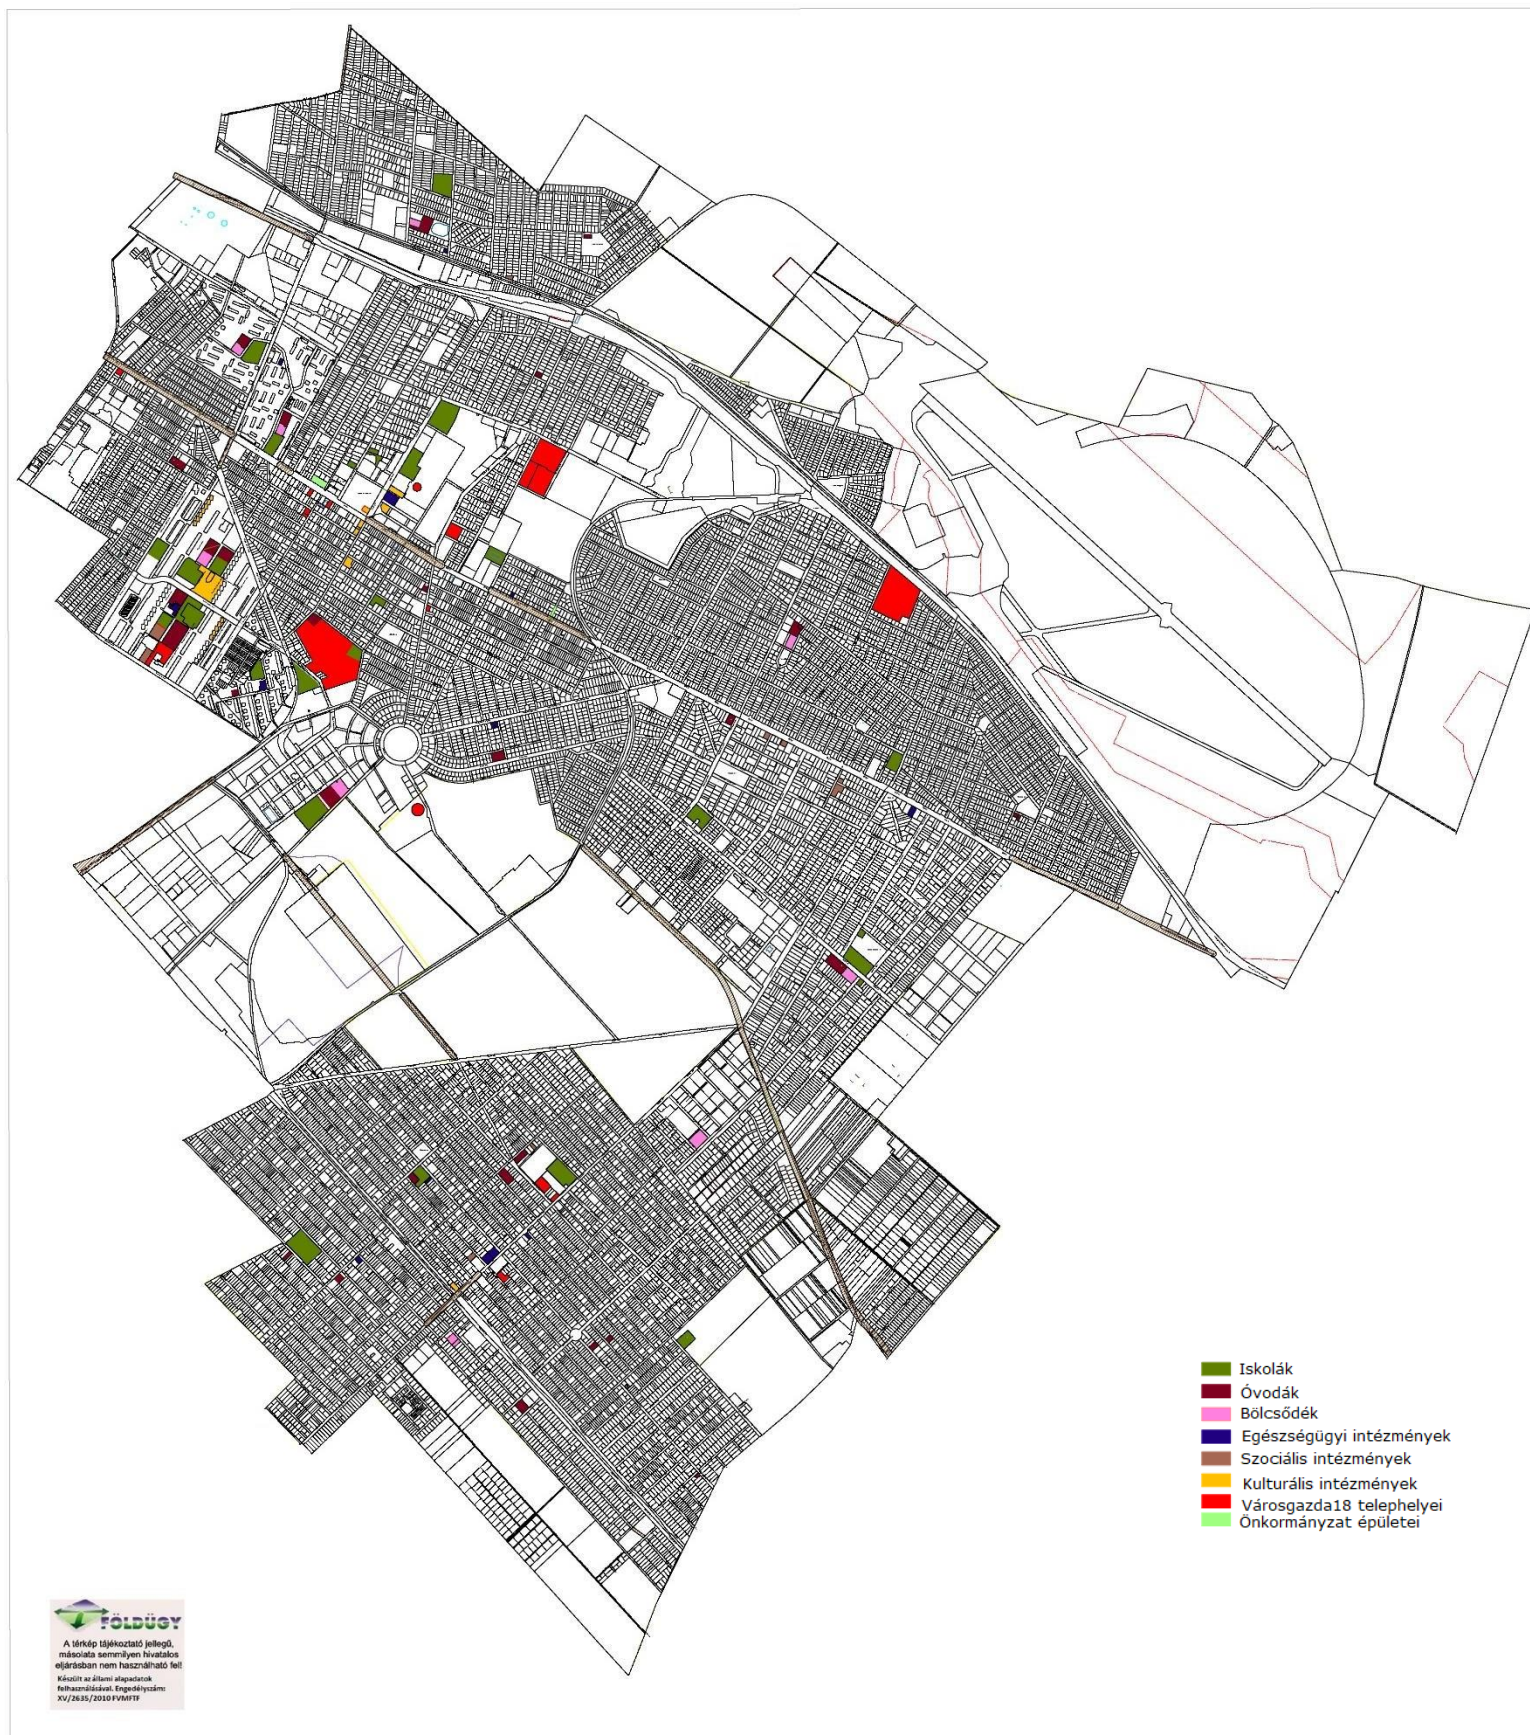 Iskolák
Óvodák
Bölcsődék
Egészségügyi intézmények
Szociális intézmények
Kulturális intézmények
Városgazda18 telephelyei
Önkormányzat épületei
FÖLDÜGY
A térkép tájékoztató jellegű,
másolata semmilyen hivatalos
eljárásban nem használható fel!
Készült az állami alapadatok
felhasználásával. Engedélyszám:
XV/2635/2010 FVMFTF